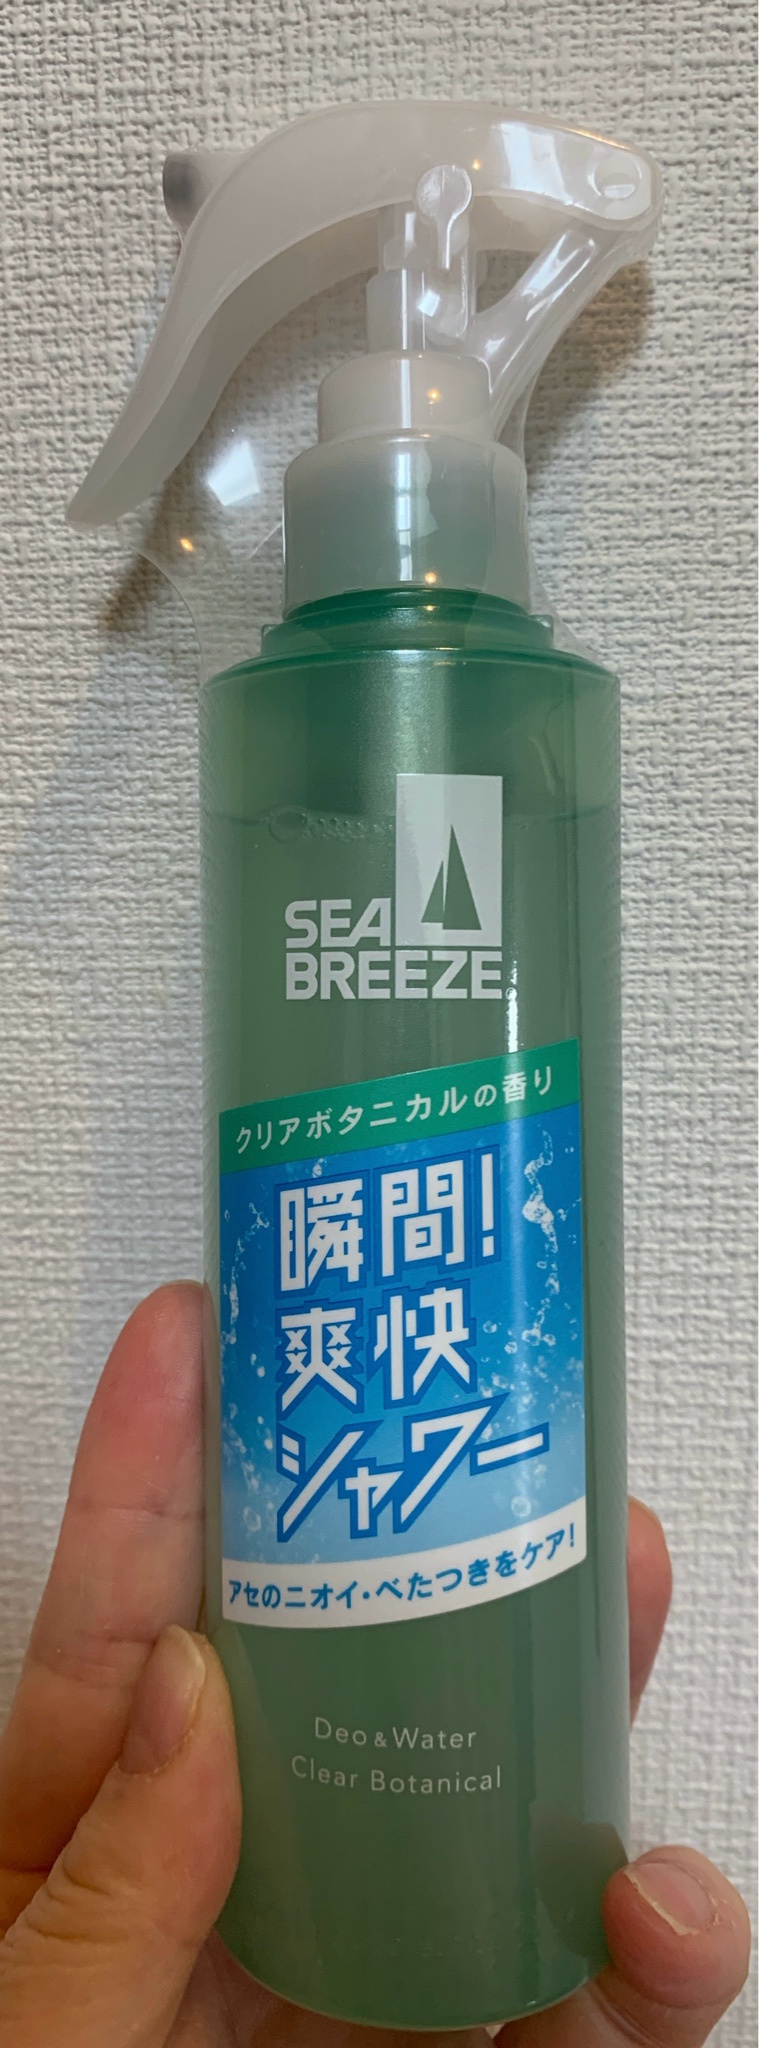 SEA
BREEZE
クリアボタニカルの香り
瞬間!
爽快
シャワー
アセのニオイ・べたつきをケア!
Deo & Water
Clear Botanical